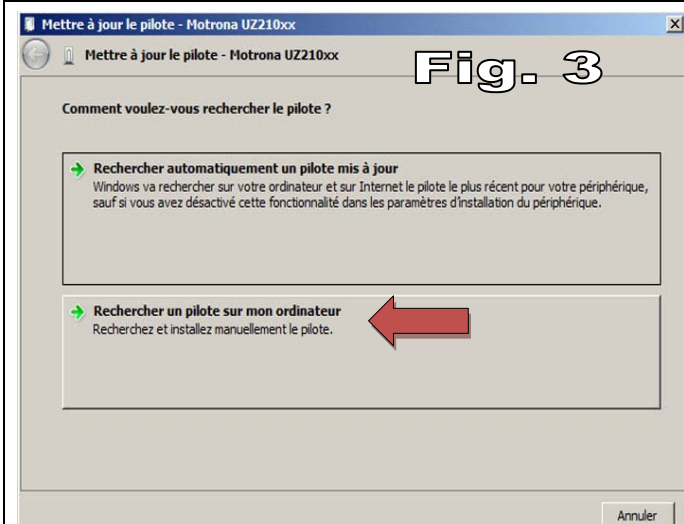 Mettre à jour le pilote - Motrona UZ210xx
Mettre à jour le pilote - Motrona UZ210xx
Fig. 3
Comment voulez-vous rechercher le pilote ?
Rechercher automatiquement un pilote mis à jour
Windows va rechercher sur votre ordinateur et sur Internet le pilote le plus récent pour votre périphérique,
sauf si vous avez désactivé cette fonctionnalité dans les paramètres d'installation du périphérique.
Rechercher un pilote sur mon ordinateur
Recherchez et installez manuellement le pilote.
Annuler